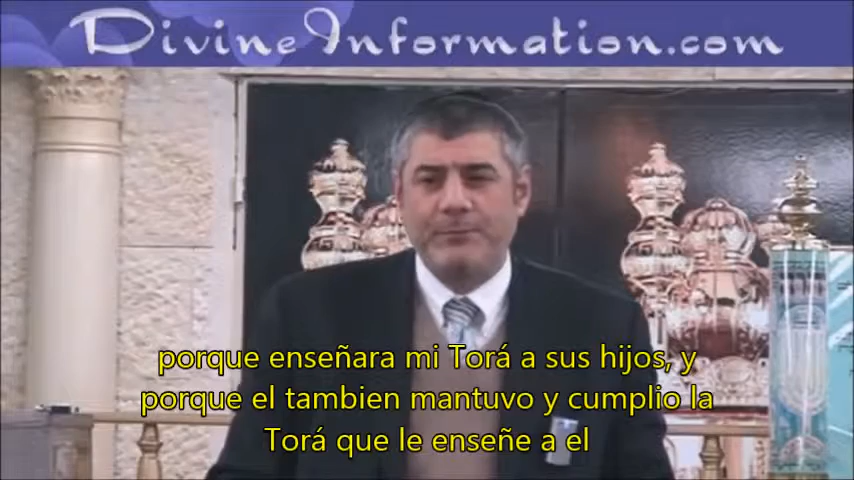 DivineInformation.com
porque enseñara mi Torá a sus hijos, y
porque el tambien mantuvo y cumplio la
Torá que le enseñe a el